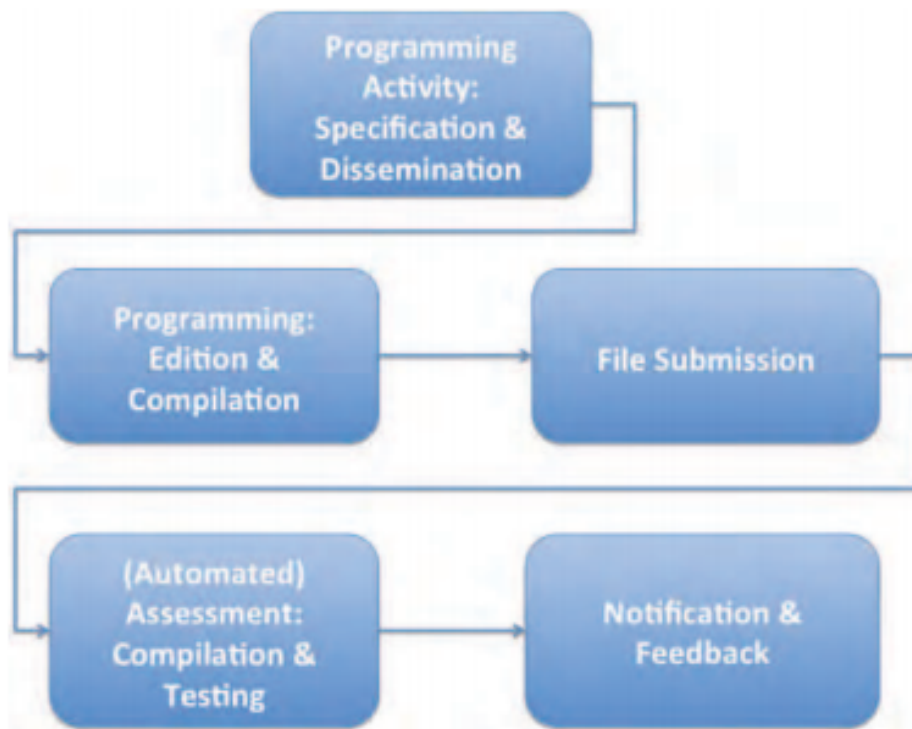 Programming
Activity:
Specification &
Dissemination
Programming:
Edition &
Compilation
File Submission
(Automated)
Assessment:
Compilation &
Testing
Notification &
Feedback